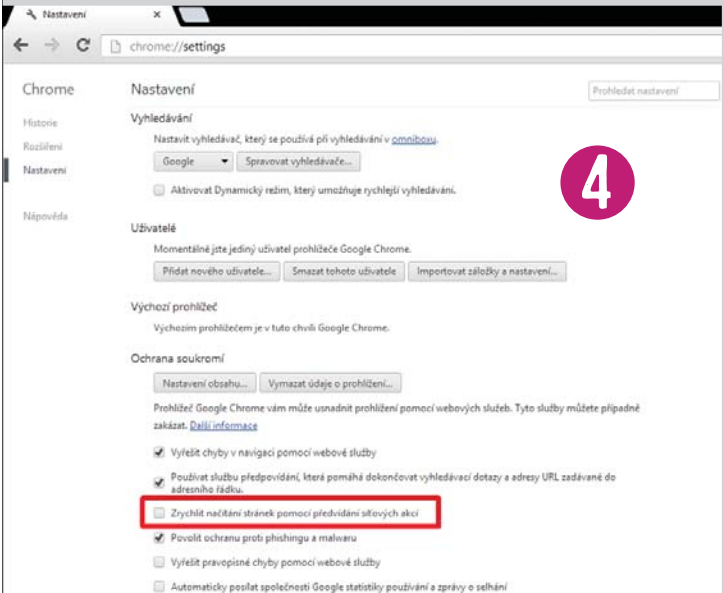 Nastavení
chrome://settings
Chrome
Nastavení
Prohledat nastavení
Historie
Rozšíření
Nastavení
Nápověda
Vyhledávání
Nastavit vyhledávač, který se používá při vyhledávání v omniboxu.
Google
Spravovat vyhledávače...
Aktivovat Dynamický režim, který umožňuje rychlejší vyhledávání.
4
Uživatelé
Momentálně jste jediný uživatel prohlížeče Google Chrome.
Přidat nového uživatele...
Smazat tohoto uživatele
Importovat záložky a nastavení...
Výchozí prohlížeč
Výchozím prohlížečem je v tuto chvíli Google Chrome.
Ochrana soukromí
Nastavení obsahu...
Vymazat údaje o prohlížení...
Prohlížeč Google Chrome vám může usnadnit prohlížení pomocí webových služeb. Tyto služby můžete případně
zakázat. Další informace
Vyřešit chyby v navigaci pomocí webové služby
Používat službu předpovídání, která pomáhá dokončovat vyhledávací dotazy a adresy URL zadávané do
adresního řádku.
Zrychlit načítání stránek pomocí předvídání síťových akcí
Povolit ochranu proti phishingu a malwaru
Vyřešit pravopisné chyby pomocí webové služby
Automaticky posílat společnosti Google statistiky používání a zprávy o selhání